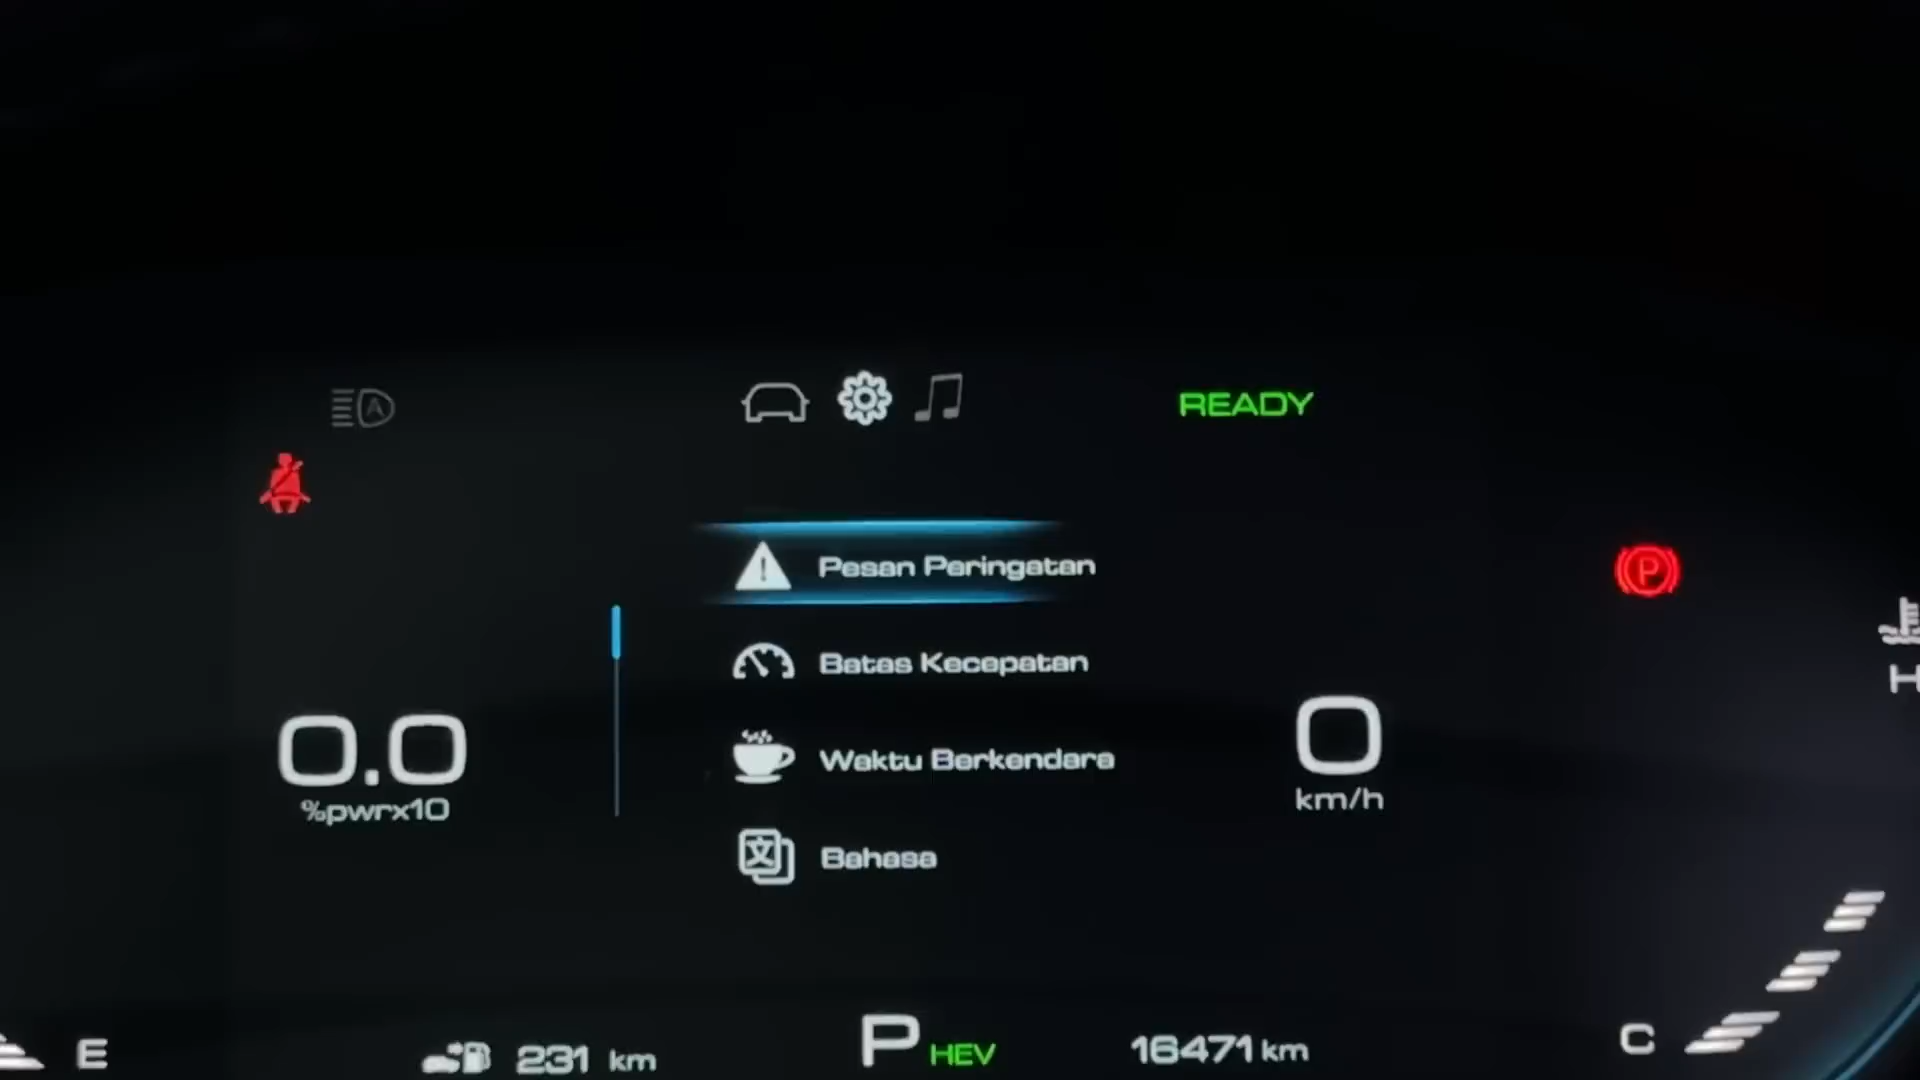 READY
Pesan Peringatan
Batas Kecepatan
Waktu Berkendara
Bahasa
0.0
%pwrx10
0
km/h
H
E
231 km
P HEV
16471 km
C